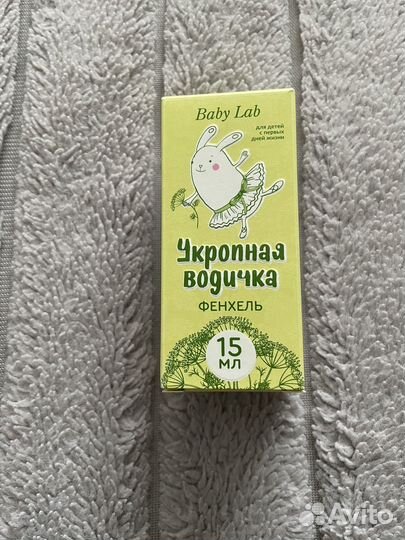 Baby Lab
для детей
с первых
дней жизни
Укропная
водичка
ФЕНХЕЛЬ
15
МЛ
Avito